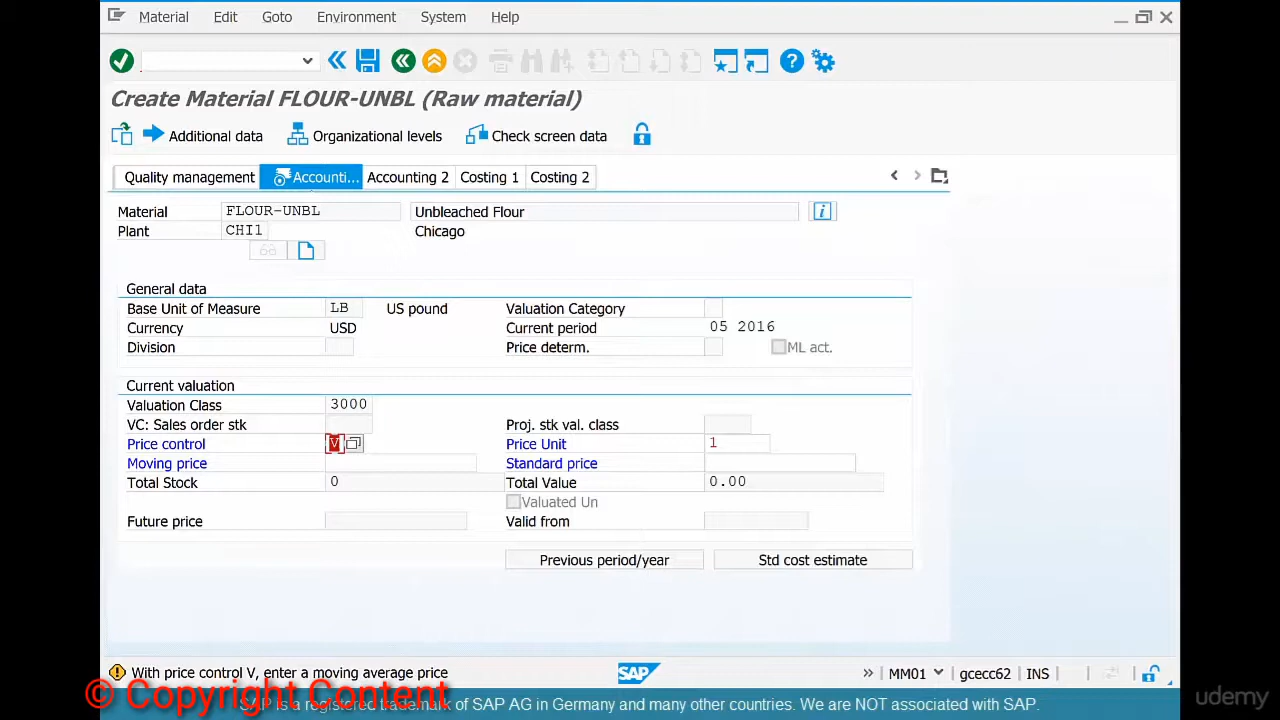 Material Edit Goto Environment System Help
Create Material FLOUR-UNBL (Raw material)
Additional data Organizational levels Check screen data
Quality management Accounti... Accounting 2 Costing 1 Costing 2
Material FLOUR-UNBL Unbleached Flour
Plant CHI1 Chicago
General data
Base Unit of Measure LB US pound Valuation Category
Currency USD Current period 05 2016
Division Price determ. ML act.
Current valuation
Valuation Class 3000
VC: Sales order stk Proj. stk val. class
Price control V Price Unit 1
Moving price Standard price
Total Stock 0 Total Value 0.00
Valuated Un
Future price Valid from
Previous period/year Std cost estimate
With price control V, enter a moving average price SAP MM01 gcecc62 INS
© Copyright Content
SAP is a registered trademark of SAP AG in Germany and many other countries. We are NOT associated with SAP.
udemy